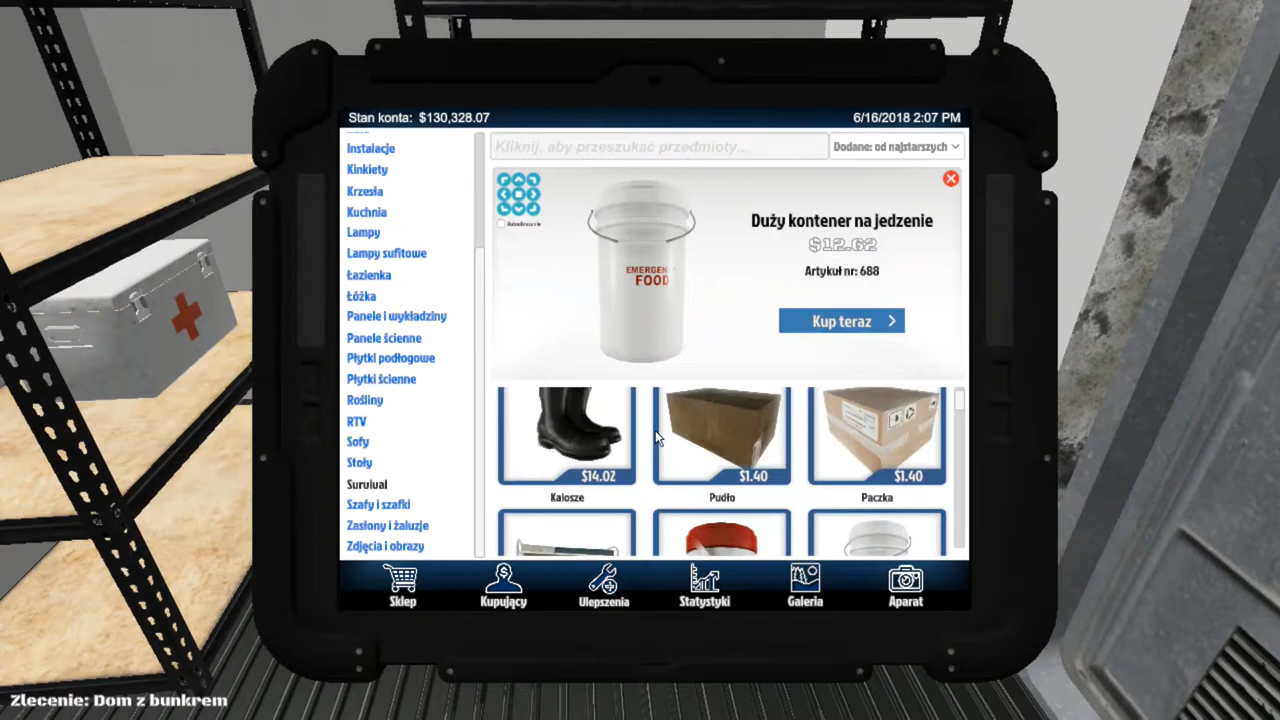 Stan konta: $130,328.07
6/16/2018 2:07 PM
Instalacje
Kinkiety
Krzesła
Kuchnia
Lampy
Lampy sufitowe
Łazienka
Łóżka
Panele i wykładziny
Panele ścienne
Płytki podłogowe
Płytki ścienne
Rośliny
RTV
Sofy
Stoły
Survival
Szafy i szafki
Zasłony i żaluzje
Zdjęcia i obrazy
Kliknij, aby przeszukać przedmioty...
Dodane: od najstarszych
EMERGENCY
FOOD
Duży kontener na jedzenie
$12.62
Artykuł nr: 688
Kup teraz
$14.02
$1.40
$1.40
Kalosze
Pudło
Paczka
Sklep
Kupujący
Ulepszenia
Statystyki
Galeria
Aparat
Zlecenie: Dom z bunkrem